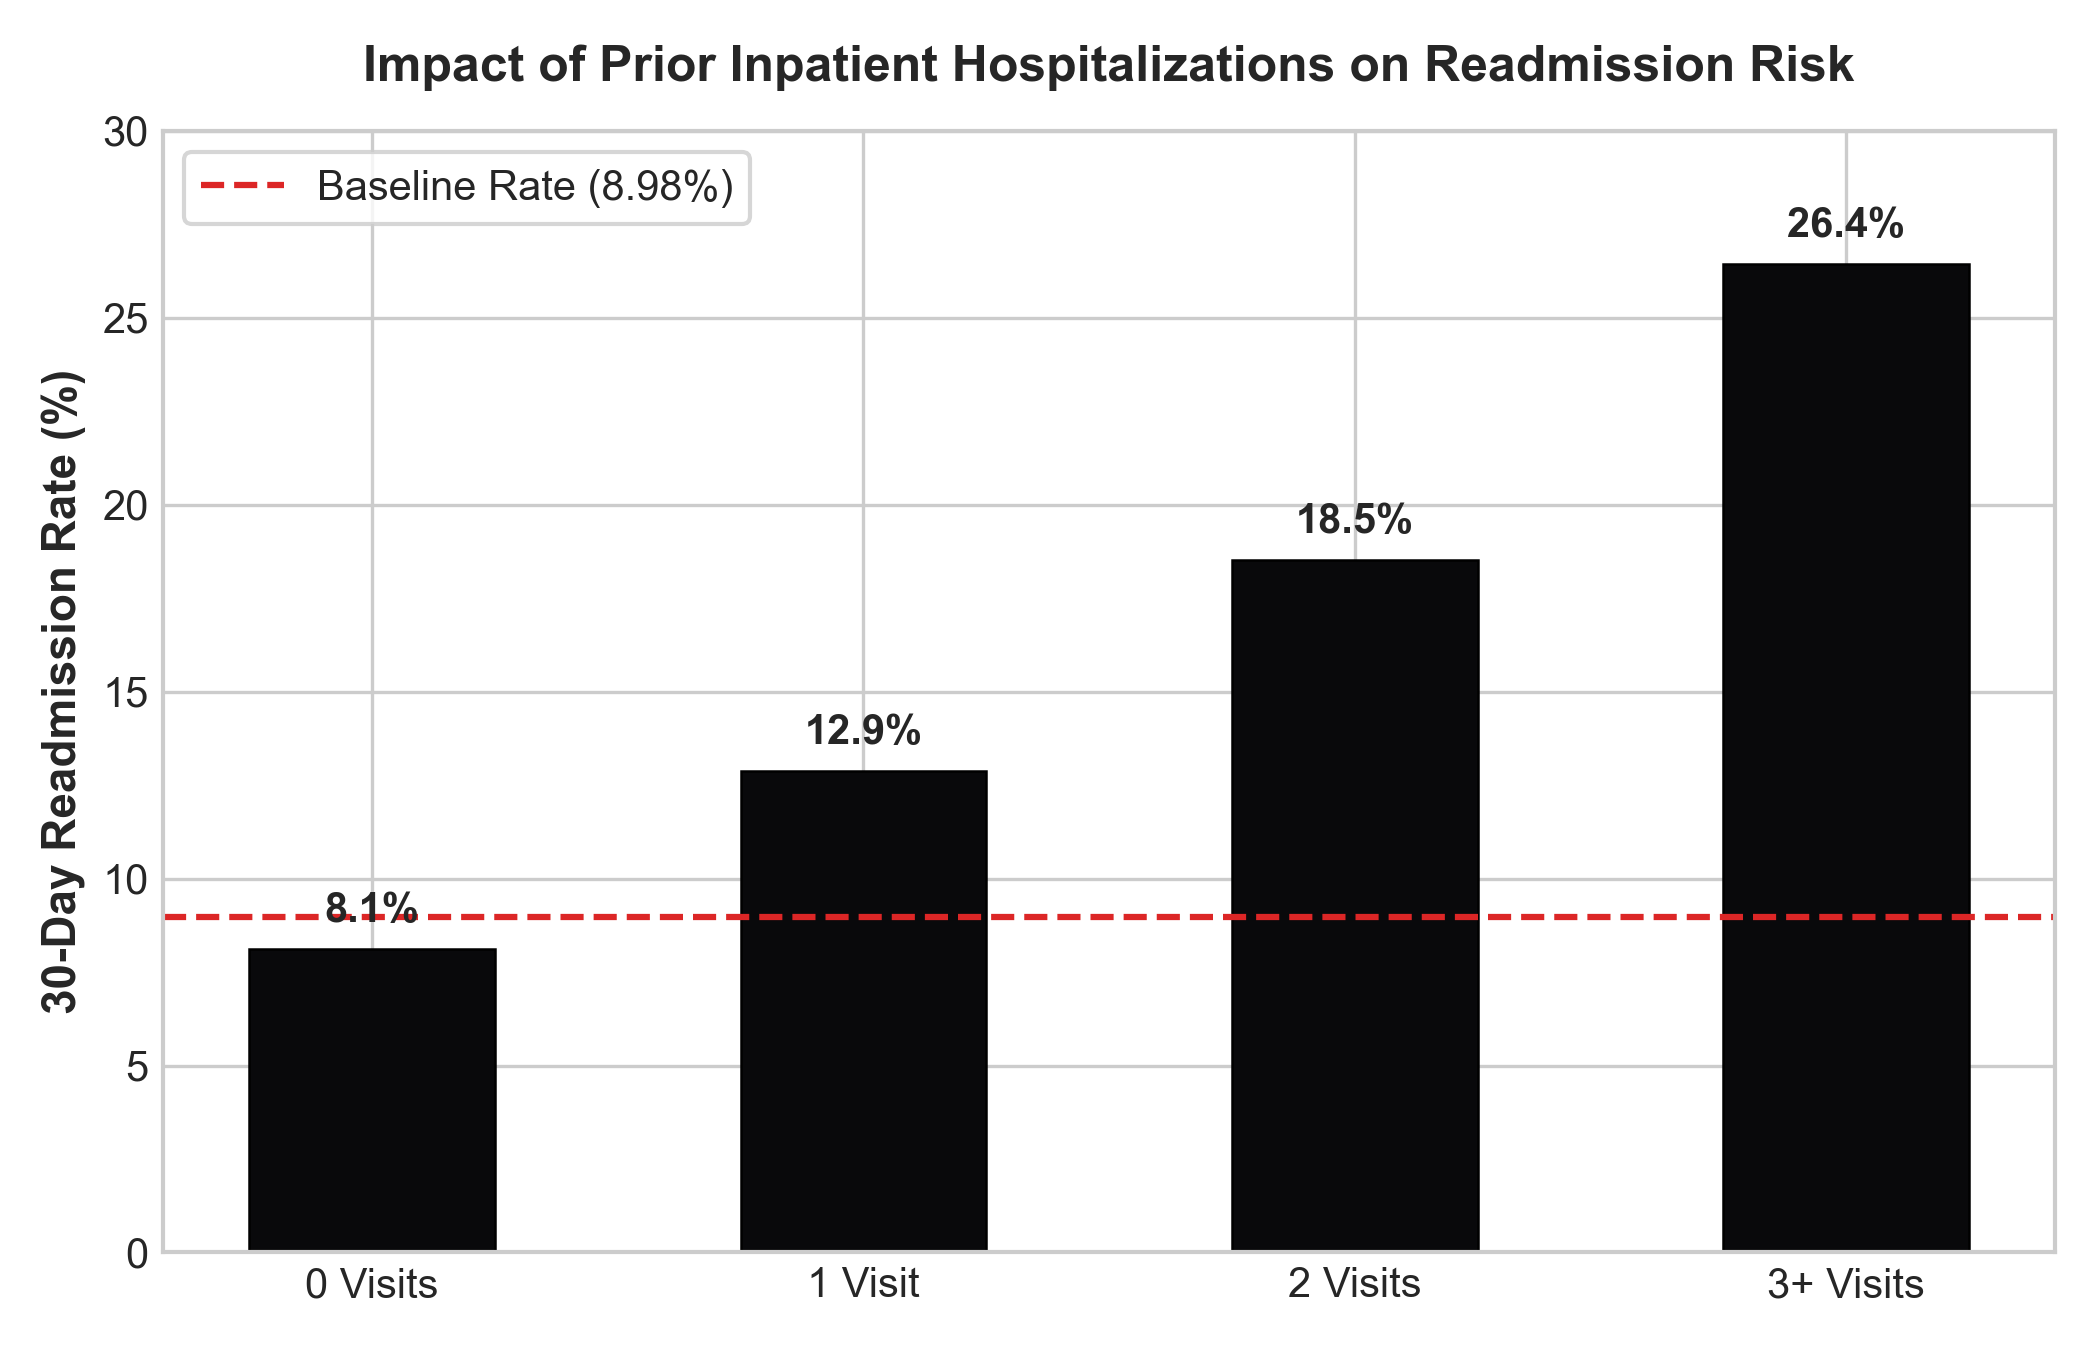 Impact of Prior Inpatient Hospitalizations on Readmission Risk
30-Day Readmission Rate (%)
30
25
20
15
10
5
0
Baseline Rate (8.98%)
8.1%
12.9%
18.5%
26.4%
0 Visits
1 Visit
2 Visits
3+ Visits